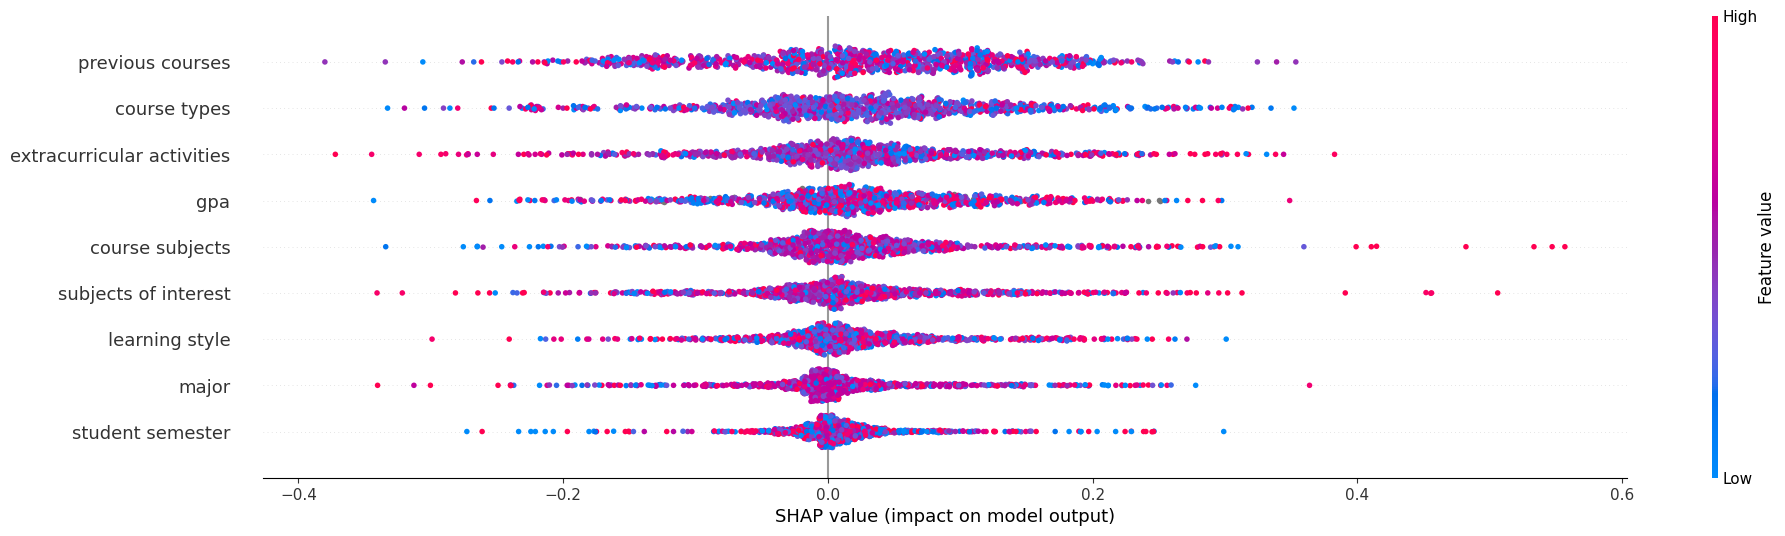 High
previous courses
course types
extracurricular activities
gpa
course subjects
subjects of interest
learning style
major
student semester
Feature value
Low
−0.4 −0.2 0.0 0.2 0.4 0.6
SHAP value (impact on model output)